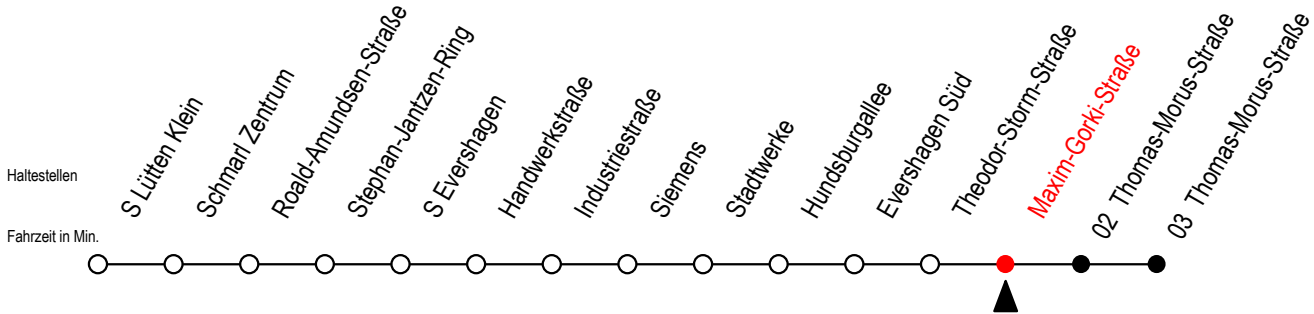 Haltestellen
Fahrzeit in Min.
S Lütten Klein
Schmarl Zentrum
Roald-Amundsen-Straße
Stephan-Jantzen-Ring
S Evershagen
Handwerkstraße
Industriestraße
Siemens
Stadtwerke
Hundsburgallee
Evershagen Süd
Theodor-Storm-Straße
Maxim-Gorki-Straße
02 Thomas-Morus-Straße
03 Thomas-Morus-Straße